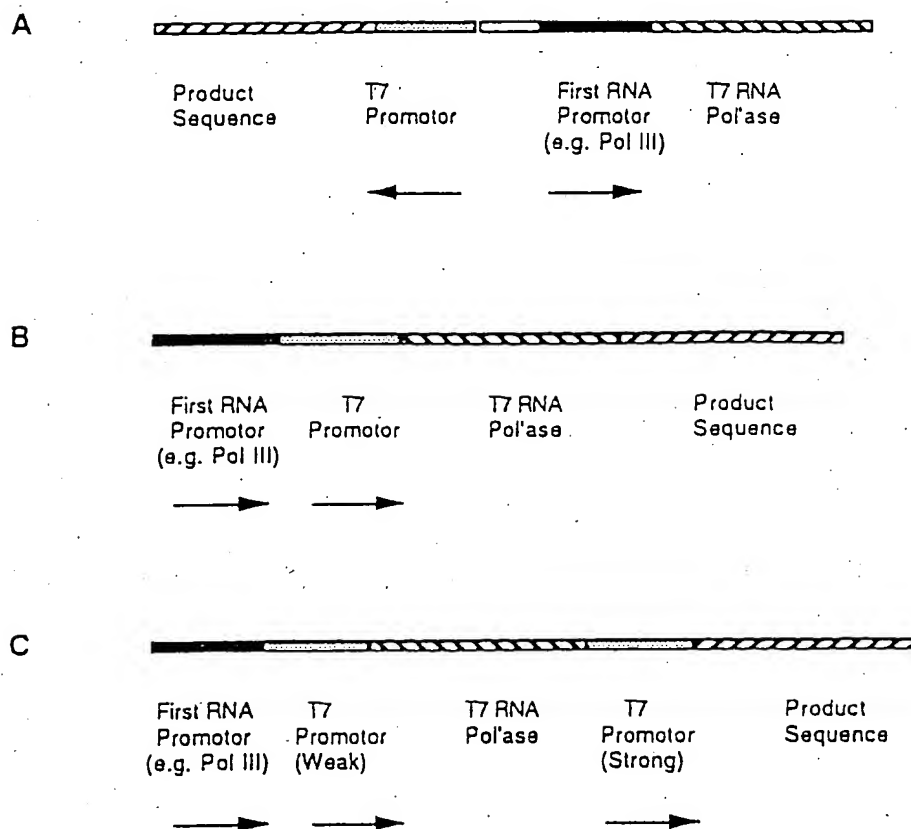 A
Product
Sequence
T7
Promotor
First RNA
Promotor
(e.g. Pol III)
T7 RNA
Pol'ase
B
First RNA
Promotor
(e.g. Pol III)
T7
Promotor
T7 RNA
Pol'ase
Product
Sequence
C
First RNA
Promotor
(e.g. Pol III)
T7
Promotor
(Weak)
T7 RNA
Pol'ase
T7
Promotor
(Strong)
Product
Sequence